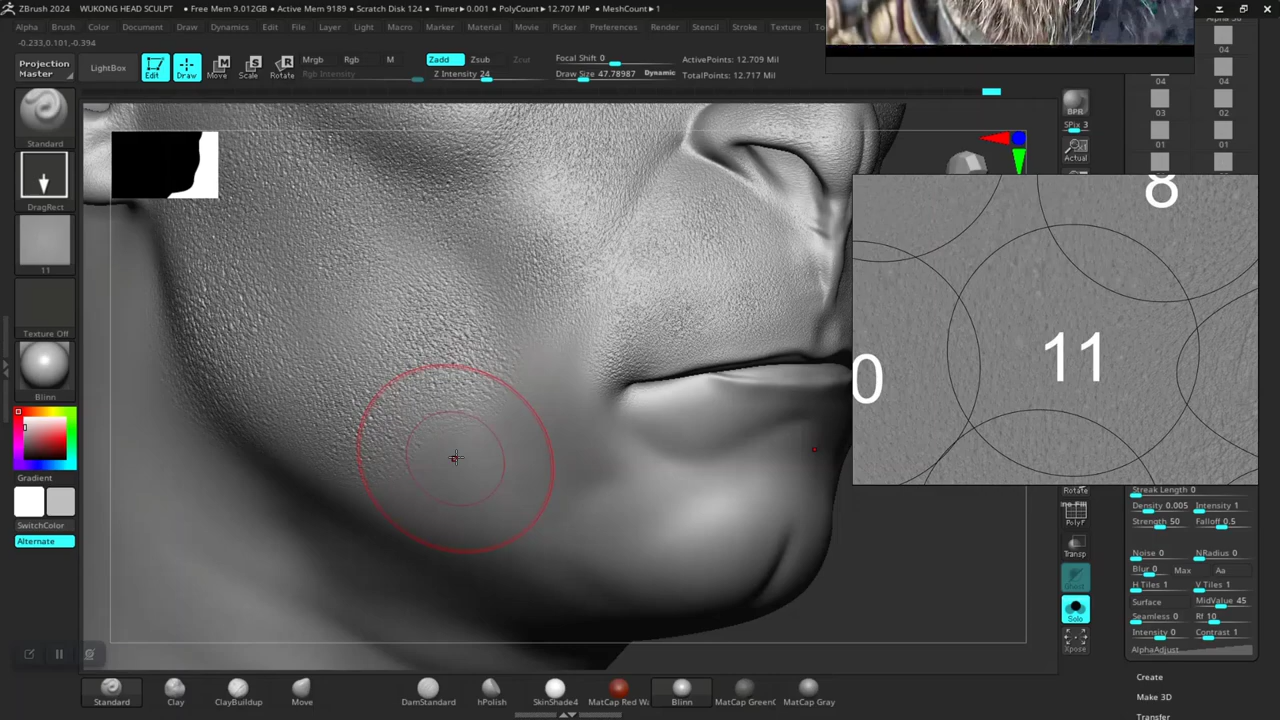 ZBrush 2024 WUKONG HEAD SCULPT ● Free Mem 9.012GB ● Active Mem 9189 ● Scratch Disk 124 ● Timer▸0.001 ● PolyCount▸12.707 MP ● MeshCount▸1
Alpha Brush Color Document Draw Dynamics Edit File Layer Light Macro Marker Material Movie Picker Preferences Render Stencil Stroke Texture
-0.233,0.101,-0.394
Projection
Master
LightBox
Edit
Draw
Move
Scale
Rotate
Mrgb Rgb M
Rgb Intensity
Zadd Zsub Zcut
Z Intensity 24
Focal Shift 0
Draw Size 47.78987 Dynamic
ActivePoints: 12.709 Mil
TotalPoints: 12.717 Mil
Standard
DragRect
11
Texture Off
Blinn
Gradient
SwitchColor
Alternate
BPR
SPix 3
Actual
04
04 04
03 02
01 01
8
0
11
Rotate
PolyF
Transp
Ghost
Solo
Xpose
Streak Length 0
Density 0.005 Intensity 1
Strength 50 Falloff 0.5
Noise 0 NRadius 0
Blur 0 Max Aa
H Tiles 1 V Tiles 1
Surface MidValue 45
Seamless 0 Rf 10
Intensity 0 Contrast 1
AlphaAdjust
Create
Make 3D
Transfer
Standard Clay ClayBuildup Move DamStandard hPolish SkinShade4 MatCap Red Wa Blinn MatCap GreenC MatCap Gray